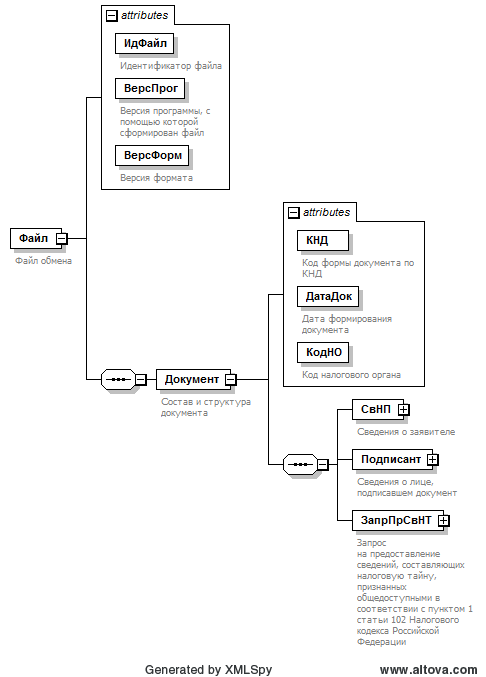 attributes
ИдФайл
Идентификатор файла
ВерсПрог
Версия программы, с
помощью которой
сформирован файл
ВерсФорм
Версия формата
Файл
Файл обмена
attributes
КНД
Код формы документа по
КНД
ДатаДок
Дата формирования
документа
КодНО
Код налогового органа
Документ
Состав и структура
документа
СвНП
Сведения о заявителе
Подписант
Сведения о лице,
подписавшем документ
ЗапрПрСвНТ
Запрос
на предоставление
сведений, составляющих
налоговую тайну,
признанных
общедоступными в
соответствии с пунктом 1
статьи 102 Налогового
кодекса Российской
Федерации
Generated by XMLSpy
www.altova.com